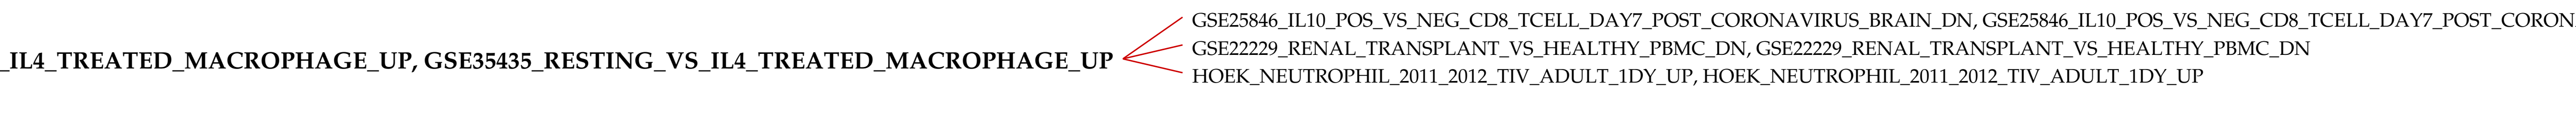 GSE25846_IL10_POS_VS_NEG_CD8_TCELL_DAY7_POST_CORONAVIRUS_BRAIN_DN, GSE25846_IL10_POS_VS_NEG_CD8_TCELL_DAY7_POST_CORON
GSE22229_RENAL_TRANSPLANT_VS_HEALTHY_PBMC_DN, GSE22229_RENAL_TRANSPLANT_VS_HEALTHY_PBMC_DN
_IL4_TREATED_MACROPHAGE_UP, GSE35435_RESTING_VS_IL4_TREATED_MACROPHAGE_UP
HOEK_NEUTROPHIL_2011_2012_TIV_ADULT_1DY_UP, HOEK_NEUTROPHIL_2011_2012_TIV_ADULT_1DY_UP